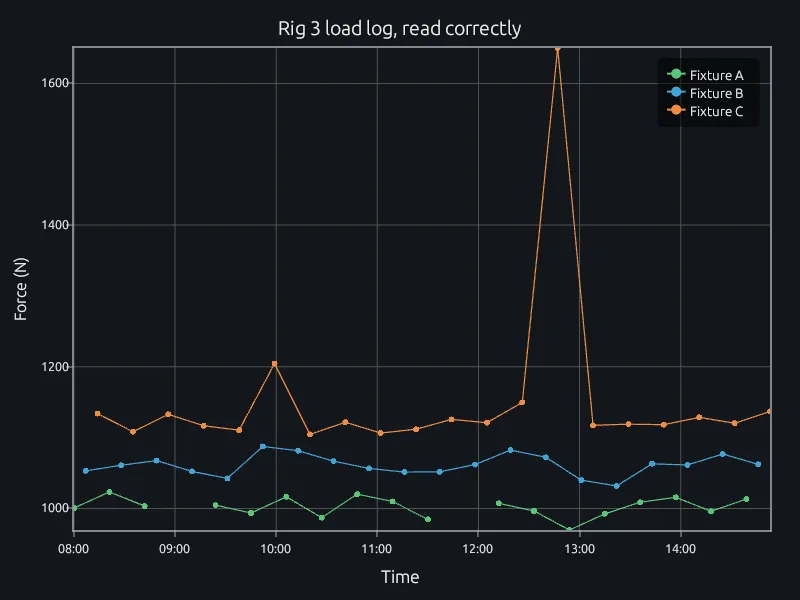 Rig 3 load log, read correctly
Fixture A
Fixture B
Fixture C
1600
1400
1200
1000
Force (N)
08:00
09:00
10:00
11:00
12:00
13:00
14:00
Time